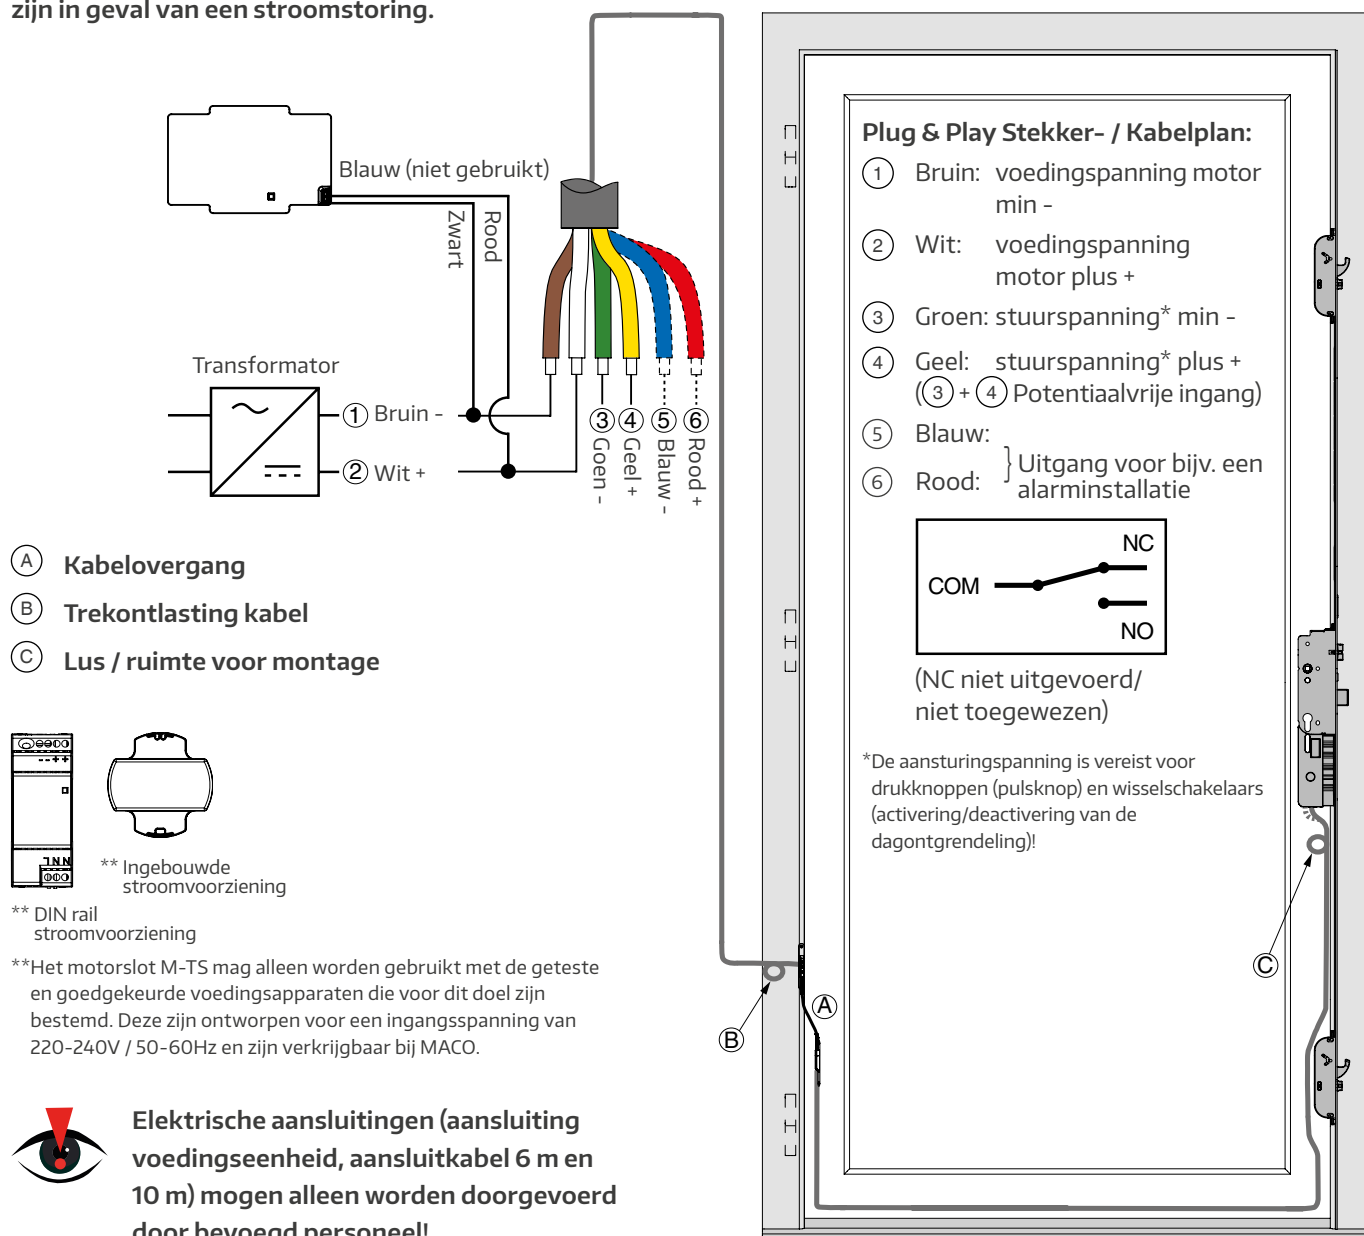 zijn in geval van een stroomstoring.
Blauw (niet gebruikt)
Zwart
Rood
Transformator
1 Bruin -
2 Wit +
3 Goen -
4 Geel +
5 Blauw -
6 Rood +
A Kabelovergang
B Trekontlasting kabel
C Lus / ruimte voor montage
--++
LNN
** Ingebouwde
stroomvoorziening
** DIN rail
stroomvoorziening
**Het motorslot M-TS mag alleen worden gebruikt met de geteste
en goedgekeurde voedingsapparaten die voor dit doel zijn
bestemd. Deze zijn ontworpen voor een ingangsspanning van
220-240V / 50-60Hz en zijn verkrijgbaar bij MACO.
Elektrische aansluitingen (aansluiting
voedingseenheid, aansluitkabel 6 m en
10 m) mogen alleen worden doorgevoerd
door bevoegd personeel!
Plug & Play Stekker- / Kabelplan:
1 Bruin: voedingspanning motor
min -
2 Wit: voedingspanning
motor plus +
3 Groen: stuurspanning* min -
4 Geel: stuurspanning* plus +
(3 + 4 Potentiaalvrije ingang)
5 Blauw:
6 Rood:
} Uitgang voor bijv. een
alarminstallatie
NC
COM
NO
(NC niet uitgevoerd/
niet toegewezen)
*De aansturingspanning is vereist voor
drukknoppen (pulsknop) en wisselschakelaars
(activering/deactivering van de
dagontgrendeling)!
A
B
C